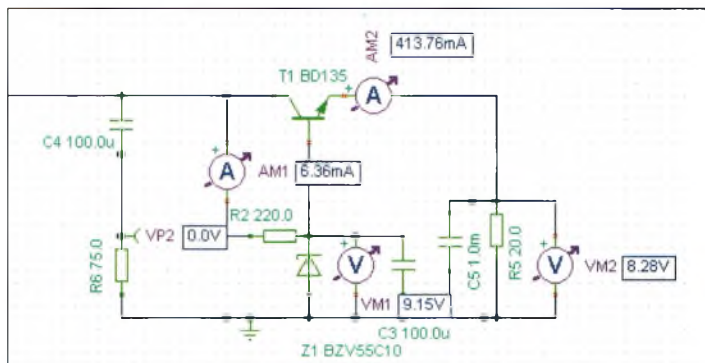 AM2
413.76mA
T1 BD135
A
C4 100.0u
A
AM1
6.36mA
R2 220.0
VP2
0.0V
R6 75.0
V
VM1
9.15V
C3 100.0u
C5 1.0m
R5 20.0
V
VM2
8.28V
Z1 BZV55C10